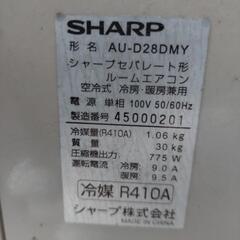 SHARP
形 名 AU-D28DMY
シャープセパレート形
ルームエアコン
空冷式 冷房・暖房兼用
電 源 単相 100V 50/60Hz
製造番号 45000201
冷媒量(R410A) 1.06 kg
質 量 30 kg
圧縮機出力 775 W
運転電流 冷房 9.0 A
暖房 9.5 A
冷媒 R410A
シャープ株式会社
MADE IN CHINA